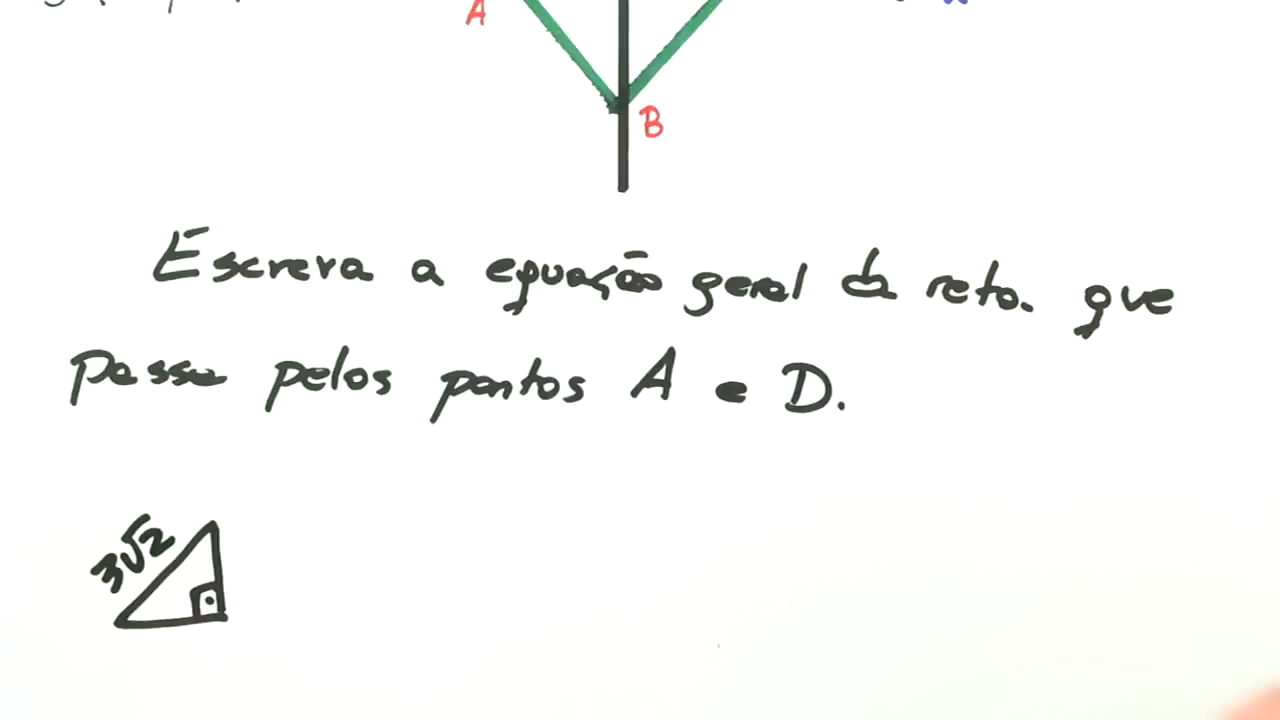 A
B
Escreva a equação geral da reta que
passa pelos pontos A e D.
3√2